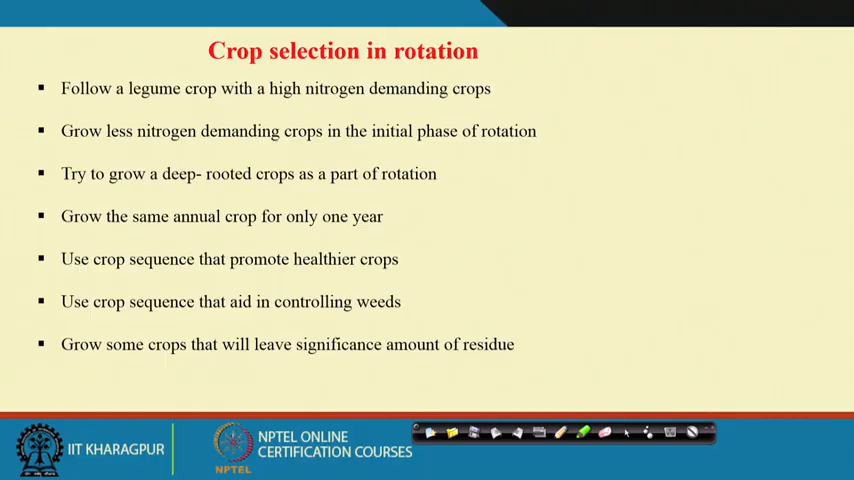 Crop selection in rotation
Follow a legume crop with a high nitrogen demanding crops
Grow less nitrogen demanding crops in the initial phase of rotation
Try to grow a deep- rooted crops as a part of rotation
Grow the same annual crop for only one year
Use crop sequence that promote healthier crops
Use crop sequence that aid in controlling weeds
Grow some crops that will leave significance amount of residue
IIT KHARAGPUR
NPTEL
NPTEL ONLINE
CERTIFICATION COURSES